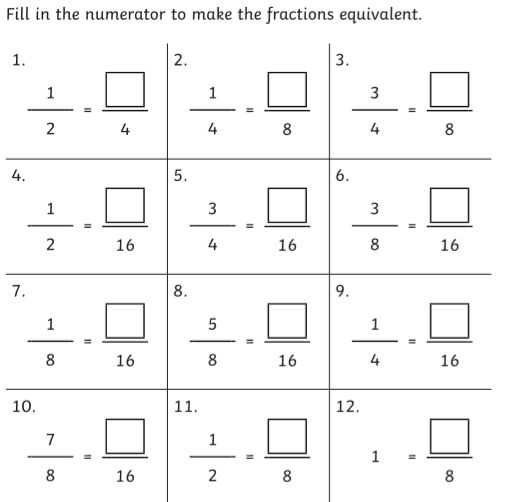 Fill in the numerator to make the fractions equivalent.
1. 2. 3.
1 1 3
= = =
2 4 4 8 4 8
4. 5. 6.
1 3 3
= = =
2 16 4 16 8 16
7. 8. 9.
1 5 1
= = =
8 16 8 16 4 16
10. 11. 12.
7 1
= = 1 =
8 16 2 8 8